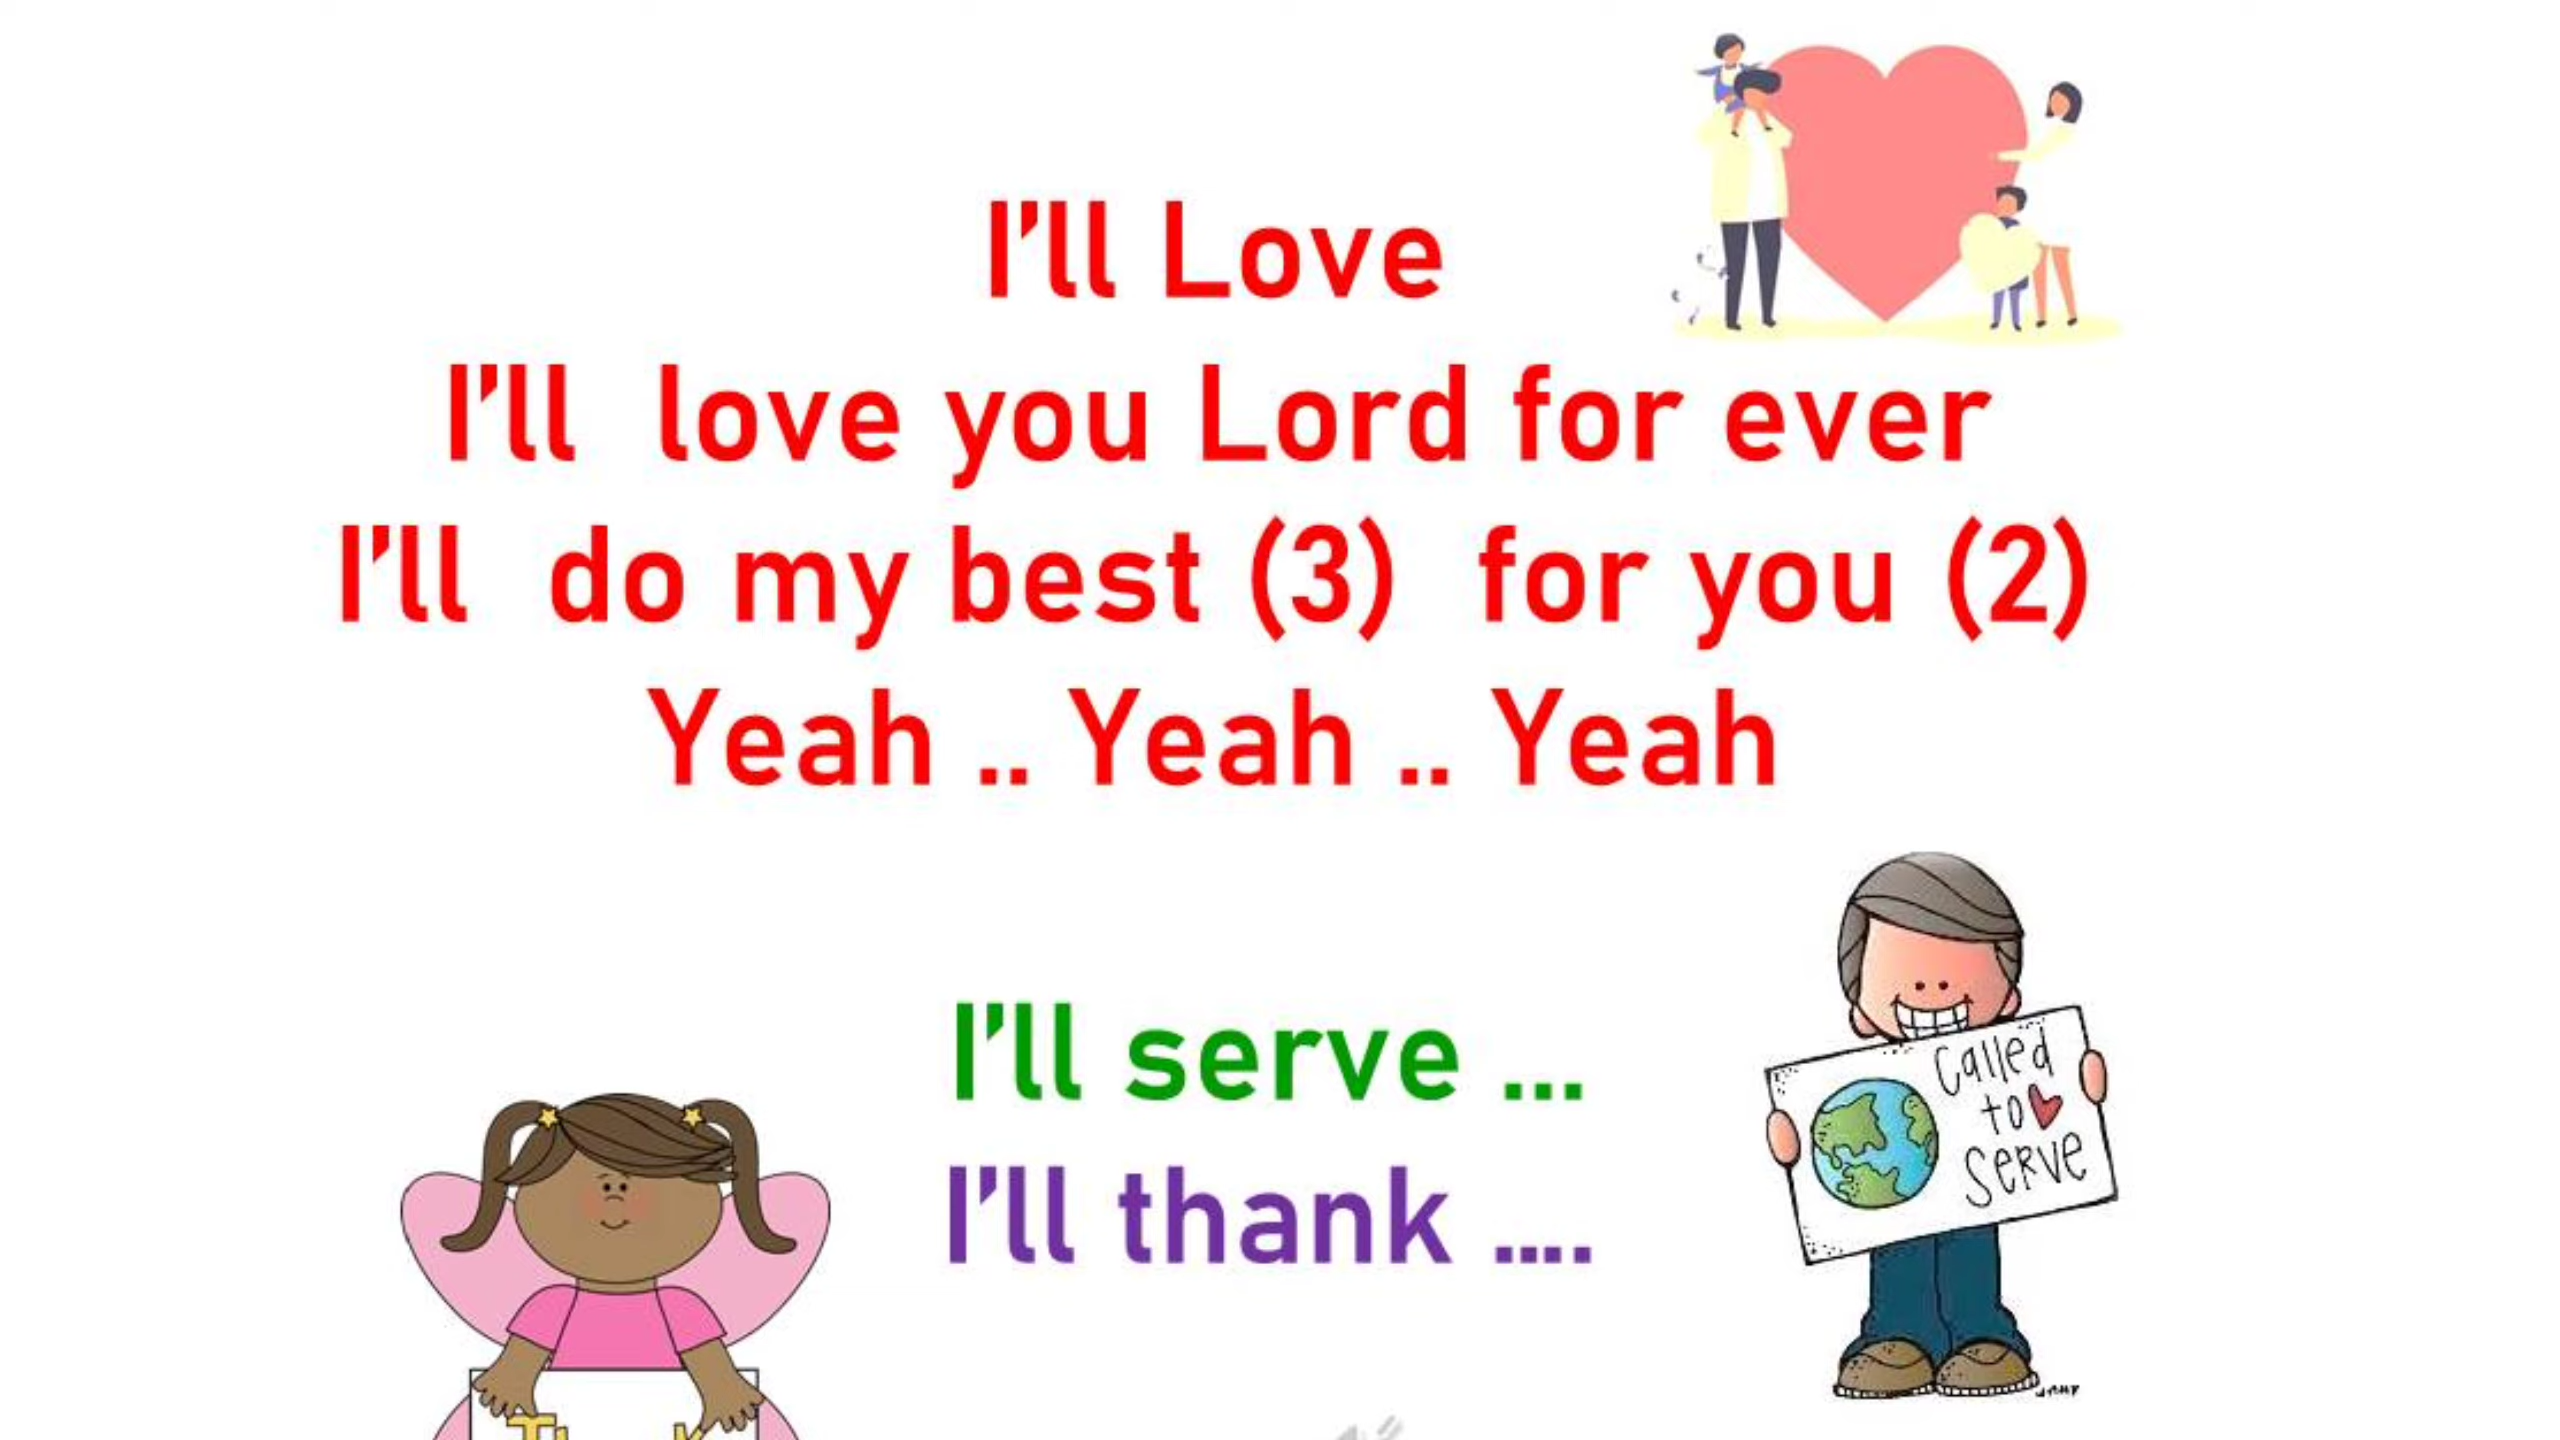 I'll Love
I'll love you Lord for ever
I'll do my best (3) for you (2)
Yeah .. Yeah .. Yeah
I'll serve ...
I'll thank ....
Called
to
Serve